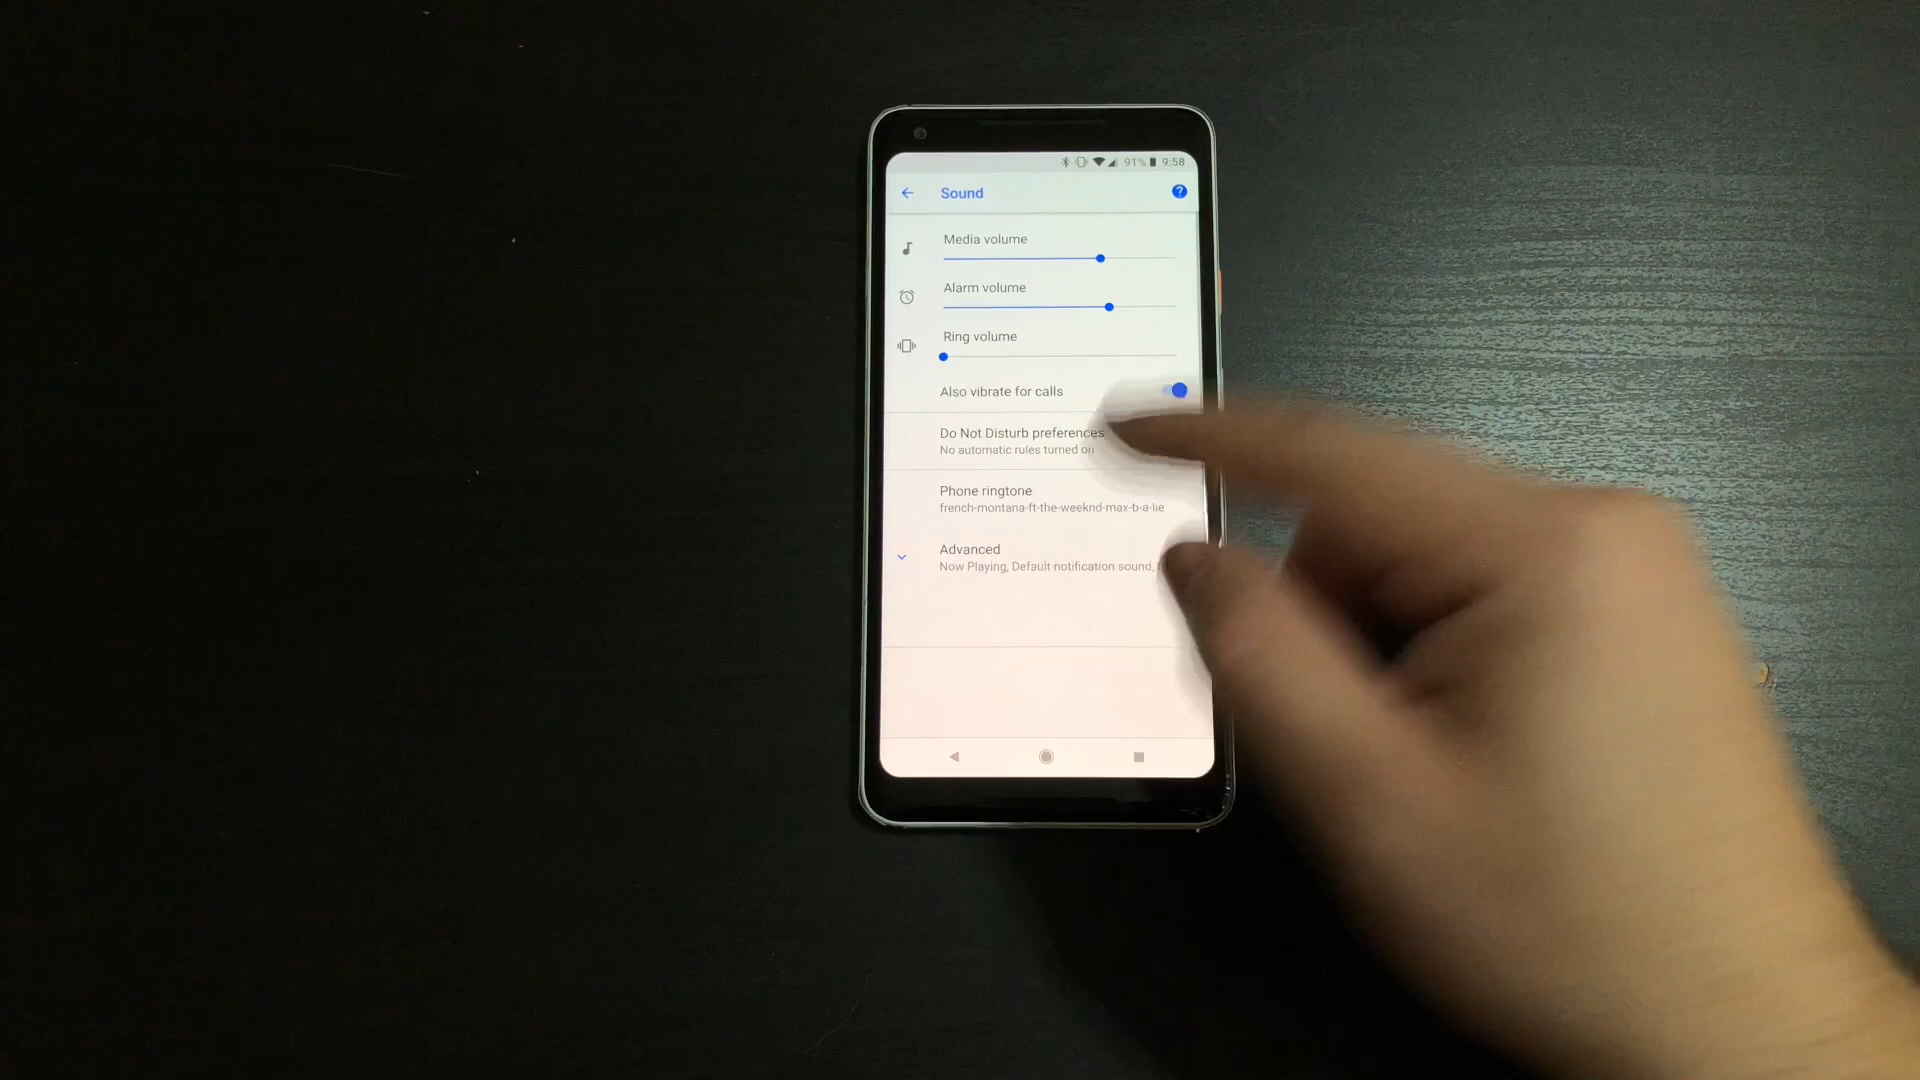 91% 9:58
Sound
Media volume
Alarm volume
Ring volume
Also vibrate for calls
Do Not Disturb preferences
No automatic rules turned on
Phone ringtone
french-montana-ft-the-weeknd-max-b-a-lie
Advanced
Now Playing, Default notification sound,